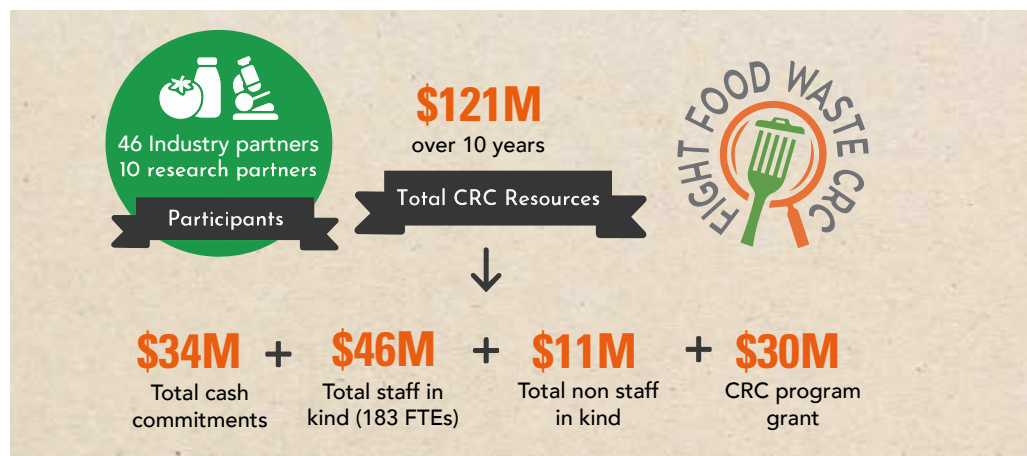 46 Industry partners
10 research partners
Participants
$121M
over 10 years
Total CRC Resources
FIGHT FOOD WASTE CRC
$34M + $46M + $11M + $30M
Total cash commitments
Total staff in kind (183 FTEs)
Total non staff in kind
CRC program grant